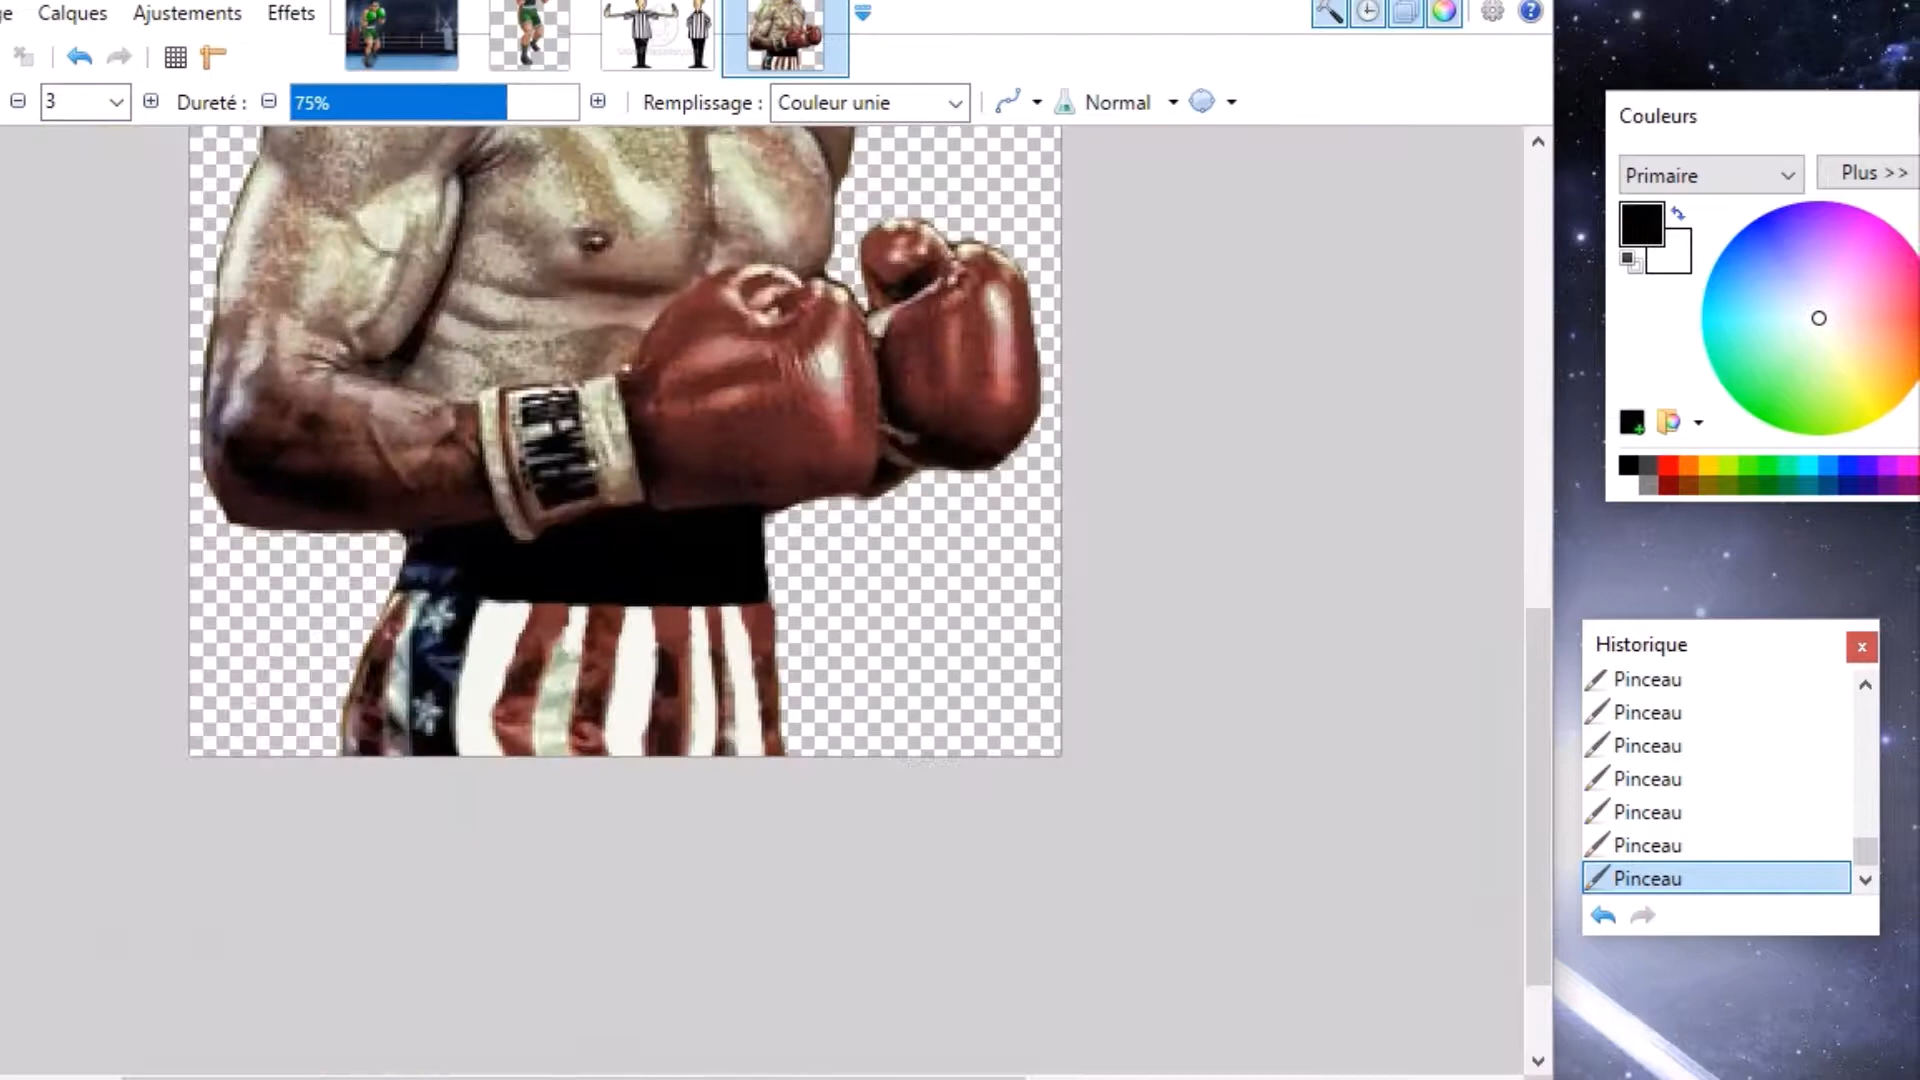 Calques Ajustements Effets
3 Dureté : 75% Remplissage : Couleur unie Normal
Couleurs
Primaire Plus >>
Historique
Pinceau
Pinceau
Pinceau
Pinceau
Pinceau
Pinceau
Pinceau